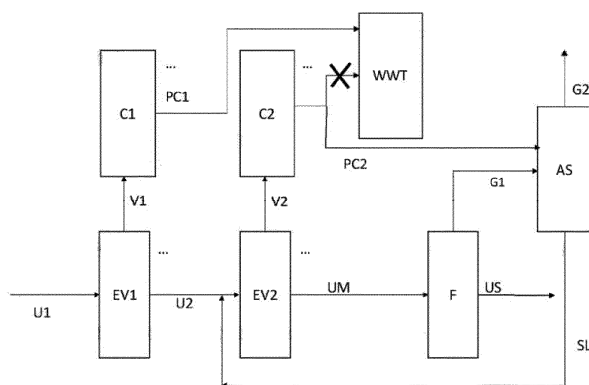 ...
...
G2
C1
PC1
C2
WWT
PC2
AS
G1
V1
V2
...
...
EV1
U2
EV2
UM
F
US
U1
SL